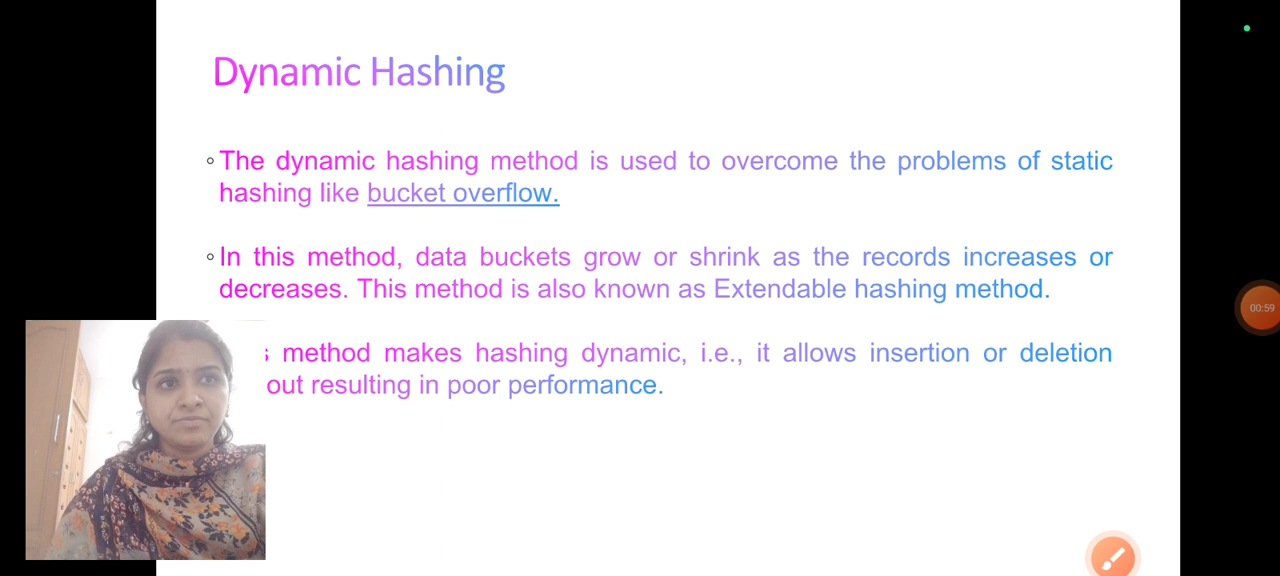 Dynamic Hashing
The dynamic hashing method is used to overcome the problems of static
hashing like bucket overflow.
In this method, data buckets grow or shrink as the records increases or
decreases. This method is also known as Extendable hashing method.
method makes hashing dynamic, i.e., it allows insertion or deletion
out resulting in poor performance.
00:59